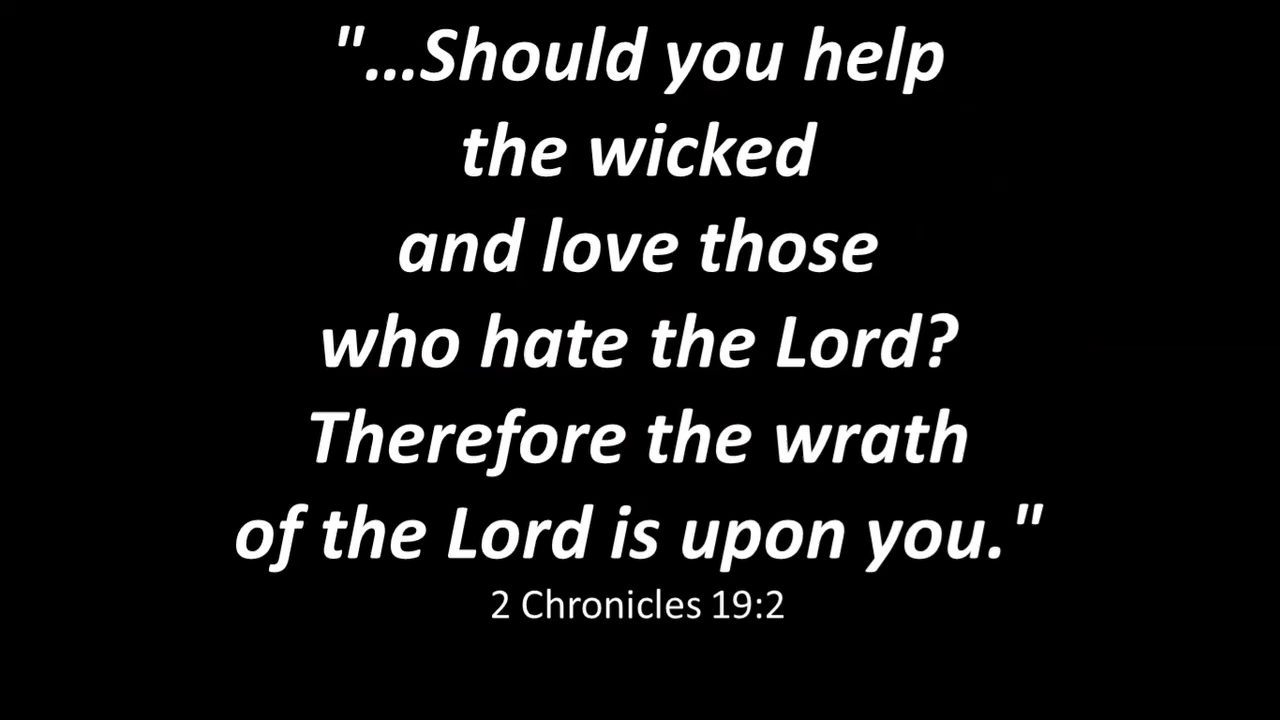 "...Should you help
the wicked
and love those
who hate the Lord?
Therefore the wrath
of the Lord is upon you."
2 Chronicles 19:2